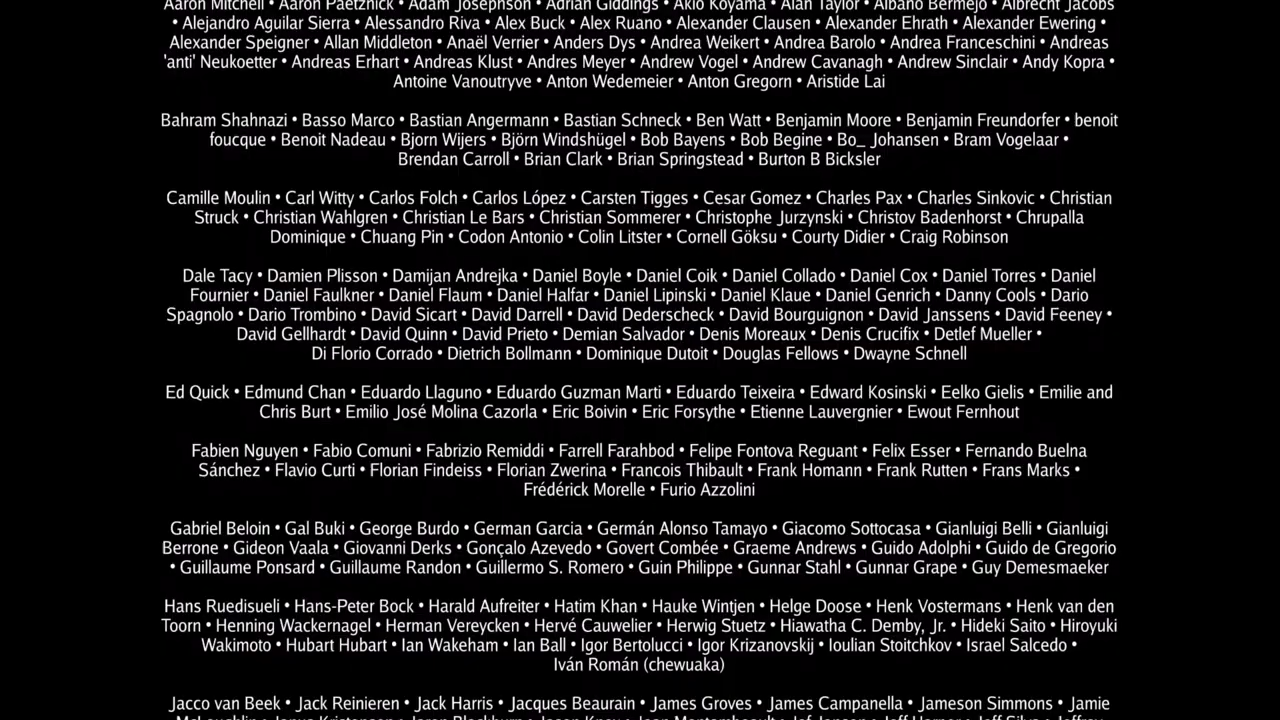 Aaron Mitchell • Aaron Paetznick • Adam Josephson • Adrian Giddings • Akio Koyama • Alan Taylor • Albano Bermejo • Albrecht Jacobs
• Alejandro Aguilar Sierra • Alessandro Riva • Alex Buck • Alex Ruano • Alexander Clausen • Alexander Ehrath • Alexander Ewering •
Alexander Speigner • Allan Middleton • Anaël Verrier • Anders Dys • Andrea Weikert • Andrea Barolo • Andrea Franceschini • Andreas
'anti' Neukoetter • Andreas Erhart • Andreas Klust • Andres Meyer • Andrew Vogel • Andrew Cavanagh • Andrew Sinclair • Andy Kopra •
Antoine Vanoutryve • Anton Wedemeier • Anton Gregorn • Aristide Lai
Bahram Shahnazi • Basso Marco • Bastian Angermann • Bastian Schneck • Ben Watt • Benjamin Moore • Benjamin Freundorfer • benoit
foucque • Benoit Nadeau • Bjorn Wijers • Björn Windshügel • Bob Bayens • Bob Begine • Bo_ Johansen • Bram Vogelaar •
Brendan Carroll • Brian Clark • Brian Springstead • Burton B Bicksler
Camille Moulin • Carl Witty • Carlos Folch • Carlos López • Carsten Tigges • Cesar Gomez • Charles Pax • Charles Sinkovic • Christian
Struck • Christian Wahlgren • Christian Le Bars • Christian Sommerer • Christophe Jurzynski • Christov Badenhorst • Chrupalla
Dominique • Chuang Pin • Codon Antonio • Colin Litster • Cornell Göksu • Courty Didier • Craig Robinson
Dale Tacy • Damien Plisson • Damijan Andrejka • Daniel Boyle • Daniel Coik • Daniel Collado • Daniel Cox • Daniel Torres • Daniel
Fournier • Daniel Faulkner • Daniel Flaum • Daniel Halfar • Daniel Lipinski • Daniel Klaue • Daniel Genrich • Danny Cools • Dario
Spagnolo • Dario Trombino • David Sicart • David Darrell • David Dederscheck • David Bourguignon • David Janssens • David Feeney •
David Gellhardt • David Quinn • David Prieto • Demian Salvador • Denis Moreaux • Denis Crucifix • Detlef Mueller •
Di Florio Corrado • Dietrich Bollmann • Dominique Dutoit • Douglas Fellows • Dwayne Schnell
Ed Quick • Edmund Chan • Eduardo Llaguno • Eduardo Guzman Marti • Eduardo Teixeira • Edward Kosinski • Eelko Gielis • Emilie and
Chris Burt • Emilio José Molina Cazorla • Eric Boivin • Eric Forsythe • Etienne Lauvergnier • Ewout Fernhout
Fabien Nguyen • Fabio Comuni • Fabrizio Remiddi • Farrell Farahbod • Felipe Fontova Reguant • Felix Esser • Fernando Buelna
Sánchez • Flavio Curti • Florian Findeiss • Florian Zwerina • Francois Thibault • Frank Homann • Frank Rutten • Frans Marks •
Frédérick Morelle • Furio Azzolini
Gabriel Beloin • Gal Buki • George Burdo • German Garcia • Germán Alonso Tamayo • Giacomo Sottocasa • Gianluigi Belli • Gianluigi
Berrone • Gideon Vaala • Giovanni Derks • Gonçalo Azevedo • Govert Combée • Graeme Andrews • Guido Adolphi • Guido de Gregorio
• Guillaume Ponsard • Guillaume Randon • Guillermo S. Romero • Guin Philippe • Gunnar Stahl • Gunnar Grape • Guy Demesmaeker
Hans Ruedisueli • Hans-Peter Bock • Harald Aufreiter • Hatim Khan • Hauke Wintjen • Helge Doose • Henk Vostermans • Henk van den
Toorn • Henning Wackernagel • Herman Vereycken • Hervé Cauwelier • Herwig Stuetz • Hiawatha C. Demby, Jr. • Hideki Saito • Hiroyuki
Wakimoto • Hubart Hubart • Ian Wakeham • Ian Ball • Igor Bertolucci • Igor Krizanovskij • Ioulian Stoitchkov • Israel Salcedo •
Iván Román (chewuaka)
Jacco van Beek • Jack Reinieren • Jack Harris • Jacques Beaurain • James Groves • James Campanella • Jameson Simmons • Jamie